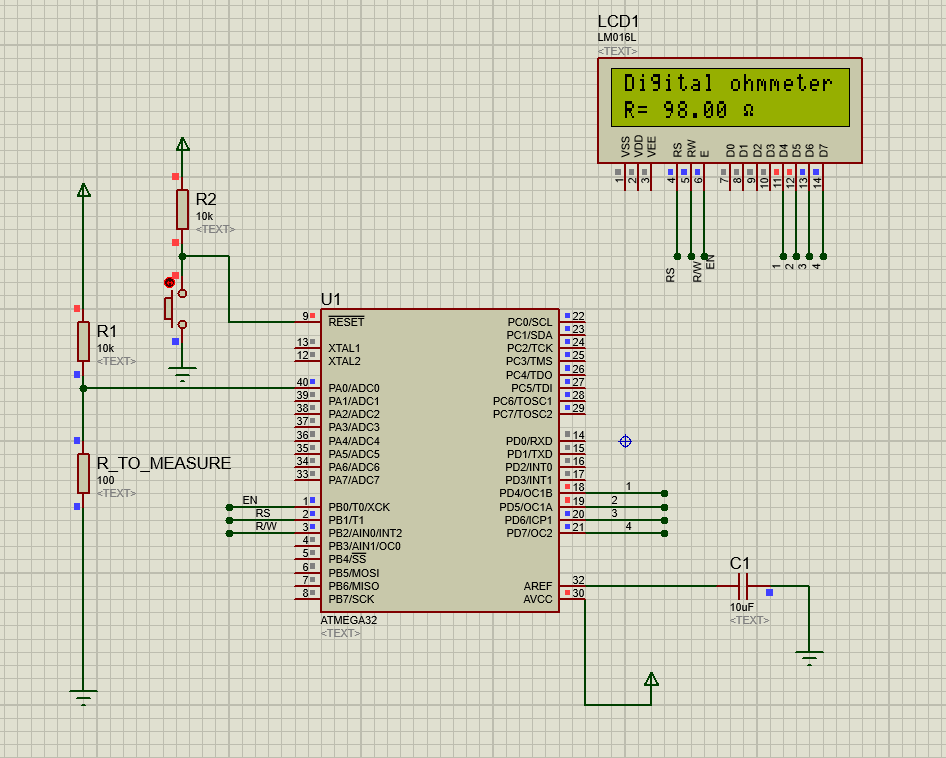 LCD1
LM016L
<TEXT>
Digital ohmmeter
R= 98.00 Ω
VSS
VDD
VEE
RS
RW
E
D0
D1
D2
D3
D4
D5
D6
D7
1
2
3
4
5
6
7
8
9
10
11
12
13
14
RS
R/W
EN
1
2
3
4
R2
10k
<TEXT>
R1
10k
<TEXT>
R_TO_MEASURE
100
<TEXT>
U1
9 RESET
13 XTAL1
12 XTAL2
40 PA0/ADC0
39 PA1/ADC1
38 PA2/ADC2
37 PA3/ADC3
36 PA4/ADC4
35 PA5/ADC5
34 PA6/ADC6
33 PA7/ADC7
EN 1 PB0/T0/XCK
RS 2 PB1/T1
R/W 3 PB2/AIN0/INT2
4 PB3/AIN1/OC0
5 PB4/SS
6 PB5/MOSI
7 PB6/MISO
8 PB7/SCK
PC0/SCL 22
PC1/SDA 23
PC2/TCK 24
PC3/TMS 25
PC4/TDO 26
PC5/TDI 27
PC6/TOSC1 28
PC7/TOSC2 29
PD0/RXD 14
PD1/TXD 15
PD2/INT0 16
PD3/INT1 17
PD4/OC1B 18 1
PD5/OC1A 19 2
PD6/ICP1 20 3
PD7/OC2 21 4
AREF 32
AVCC 30
ATMEGA32
<TEXT>
C1
10uF
<TEXT>